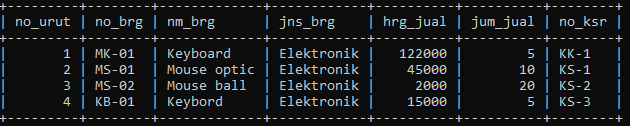 +---------+--------+-------------+------------+----------+----------+--------+
| no_urut | no_brg | nm_brg      | jns_brg    | hrg_jual | jum_jual | no_ksr |
+---------+--------+-------------+------------+----------+----------+--------+
|       1 | MK-01  | Keyboard    | Elektronik |   122000 |        5 | KK-1   |
|       2 | MS-01  | Mouse optic | Elektronik |    45000 |       10 | KS-1   |
|       3 | MS-02  | Mouse ball  | Elektronik |     2000 |       20 | KS-2   |
|       4 | KB-01  | Keybord     | Elektronik |    15000 |        5 | KS-3   |
+---------+--------+-------------+------------+----------+----------+--------+